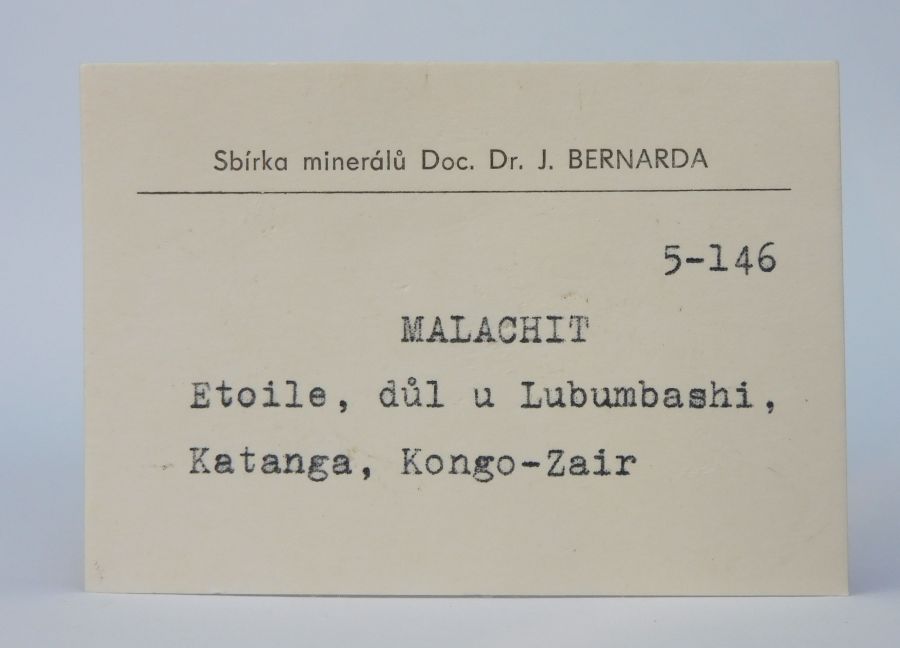 Sbírka minerálů Doc. Dr. J. BERNARDA
5-146
MALACHIT
Etoile, důl u Lubumbashi,
Katanga, Kongo-Zair